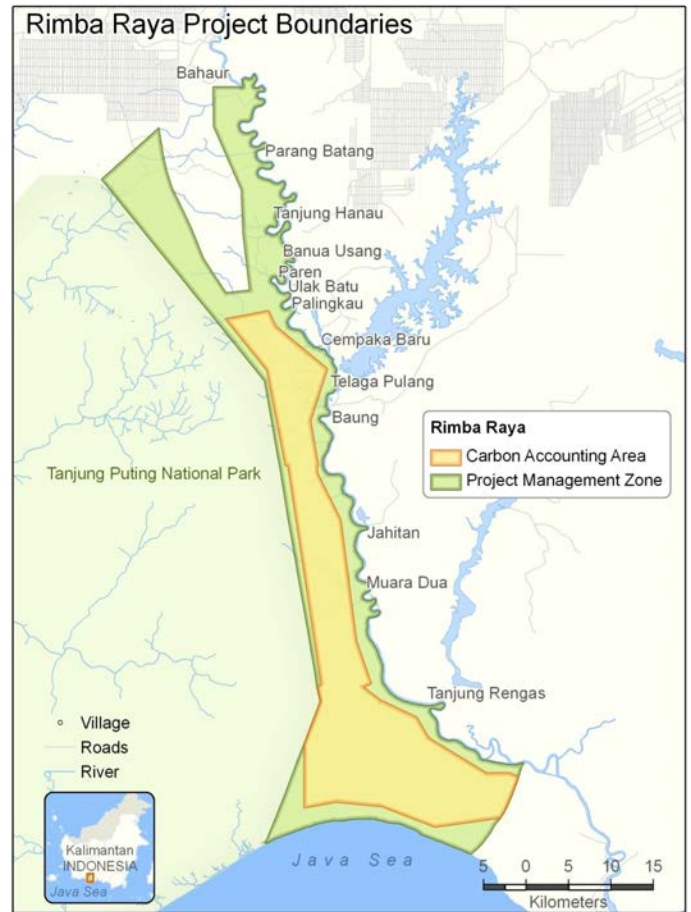 Rimba Raya Project Boundaries
Bahaur
Parang Batang
Tanjung Hanau
Banua Usang
Paren
Ulak Batu
Palingkau
Cempaka Baru
Telaga Pulang
Baung
Rimba Raya
Carbon Accounting Area
Project Management Zone
Tanjung Puting National Park
Jahitan
Muara Dua
Tanjung Rengas
Village
Roads
River
Kalimantan
INDONESIA
Java Sea
Java Sea
5 0 5 10 15
Kilometers